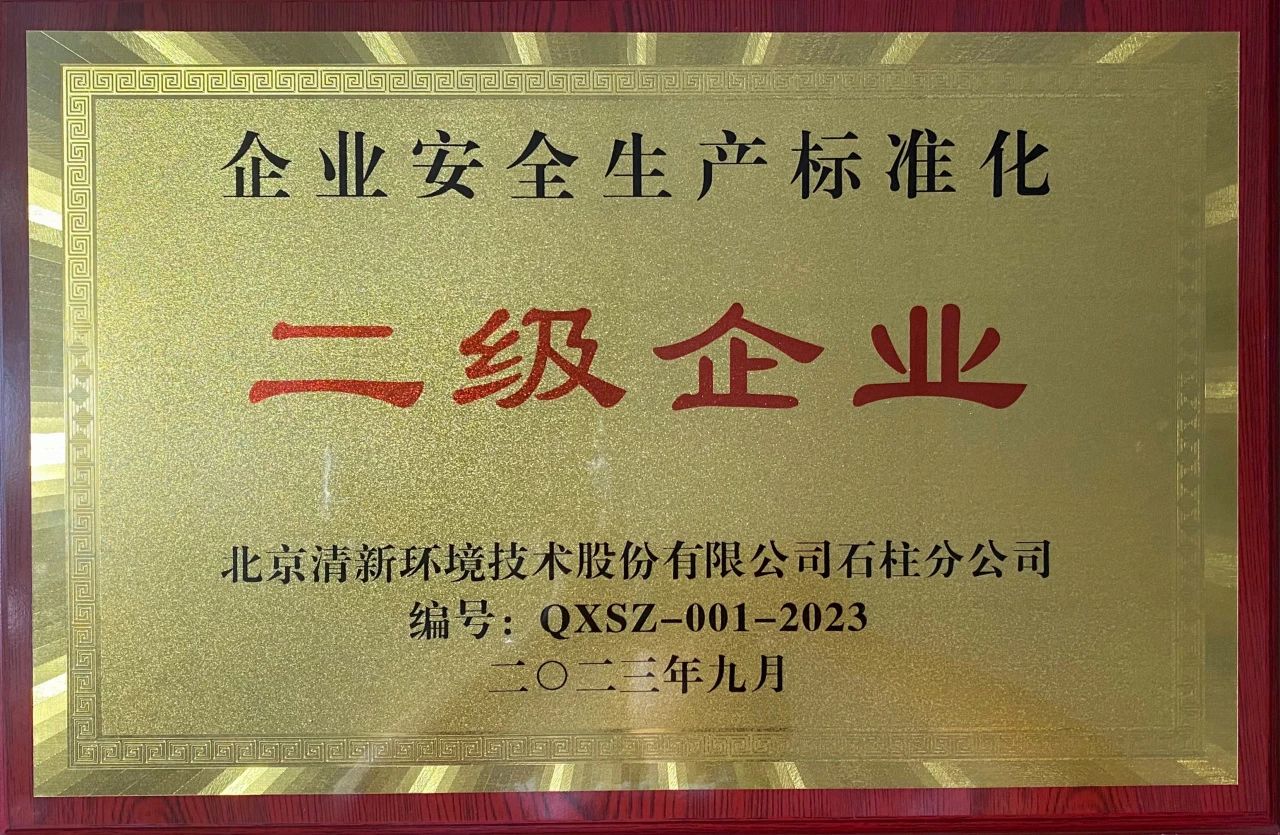 企业安全生产标准化
二级企业
北京清新环境技术股份有限公司石柱分公司
编号：QXSZ-001-2023
二〇二三年九月